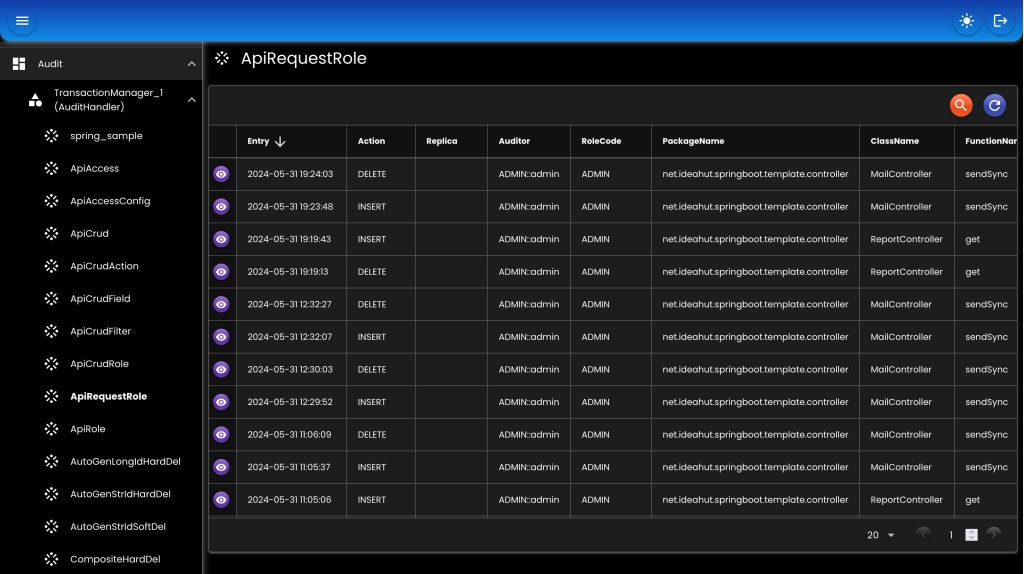 Audit
TransactionManager_1
(AuditHandler)
spring_sample
ApiAccess
ApiAccessConfig
ApiCrud
ApiCrudAction
ApiCrudField
ApiCrudFilter
ApiCrudRole
ApiRequestRole
ApiRole
AutoGenLongIdHardDel
AutoGenStrIdHardDel
AutoGenStrIdSoftDel
CompositeHardDel
ApiRequestRole
Entry Action Replica Auditor RoleCode PackageName ClassName FunctionNar
2024-05-31 19:24:03 DELETE ADMIN::admin ADMIN net.ideahut.springboot.template.controller MailController sendSync
2024-05-31 19:23:48 INSERT ADMIN::admin ADMIN net.ideahut.springboot.template.controller MailController sendSync
2024-05-31 19:19:43 INSERT ADMIN::admin ADMIN net.ideahut.springboot.template.controller ReportController get
2024-05-31 19:19:13 DELETE ADMIN::admin ADMIN net.ideahut.springboot.template.controller ReportController get
2024-05-31 12:32:27 DELETE ADMIN::admin ADMIN net.ideahut.springboot.template.controller MailController sendSync
2024-05-31 12:32:07 INSERT ADMIN::admin ADMIN net.ideahut.springboot.template.controller MailController sendSync
2024-05-31 12:30:03 DELETE ADMIN::admin ADMIN net.ideahut.springboot.template.controller MailController sendSync
2024-05-31 12:29:52 INSERT ADMIN::admin ADMIN net.ideahut.springboot.template.controller MailController sendSync
2024-05-31 11:06:09 DELETE ADMIN::admin ADMIN net.ideahut.springboot.template.controller MailController sendSync
2024-05-31 11:05:37 INSERT ADMIN::admin ADMIN net.ideahut.springboot.template.controller MailController sendSync
2024-05-31 11:05:06 INSERT ADMIN::admin ADMIN net.ideahut.springboot.template.controller ReportController get
20 1